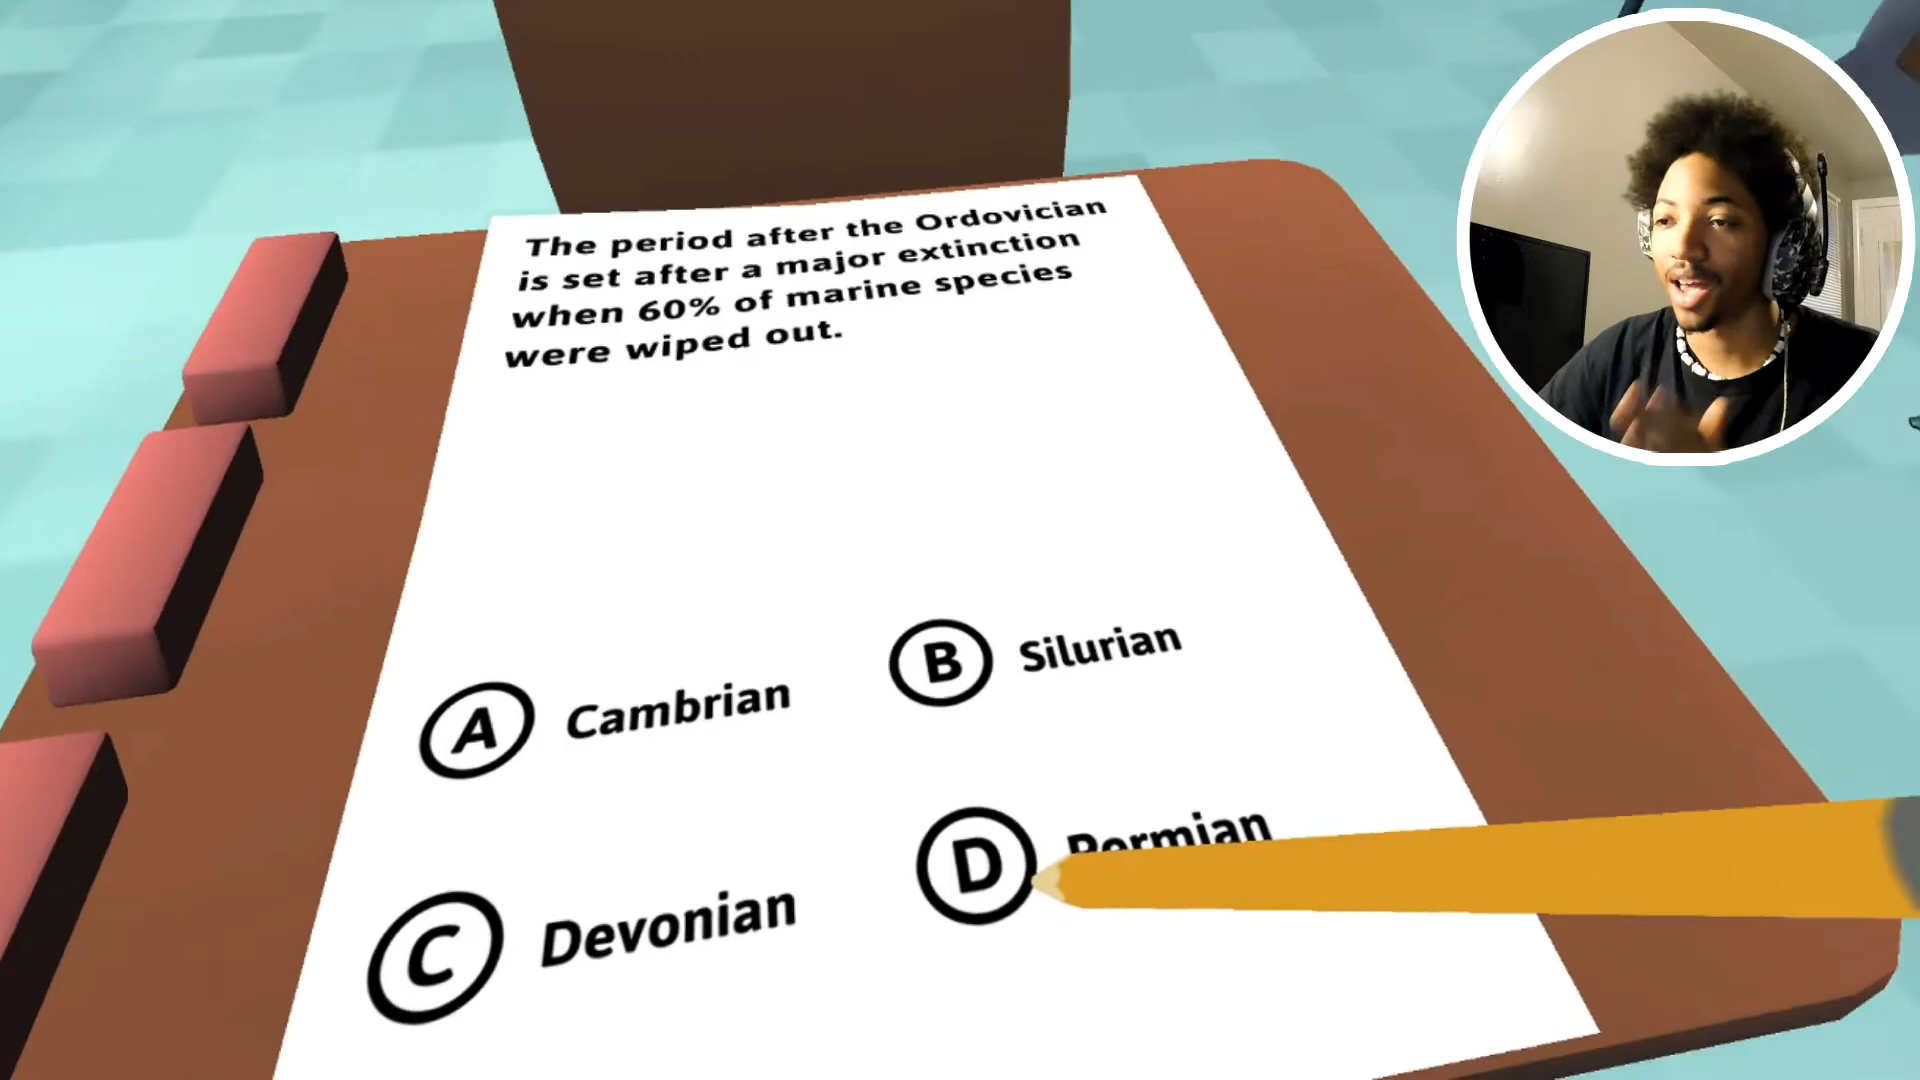 The period after the Ordovician
is set after a major extinction
when 60% of marine species
were wiped out.
A Cambrian
B Silurian
C Devonian
D Permian